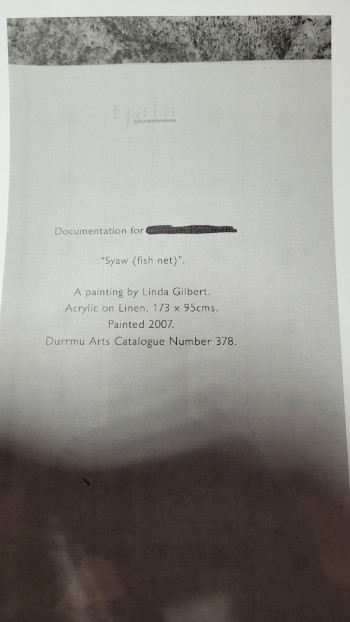 Documentation for
"Syaw (fish net)".
A painting by Linda Gilbert.
Acrylic on Linen. 173 x 95cms.
Painted 2007.
Durrmu Arts Catalogue Number 378.